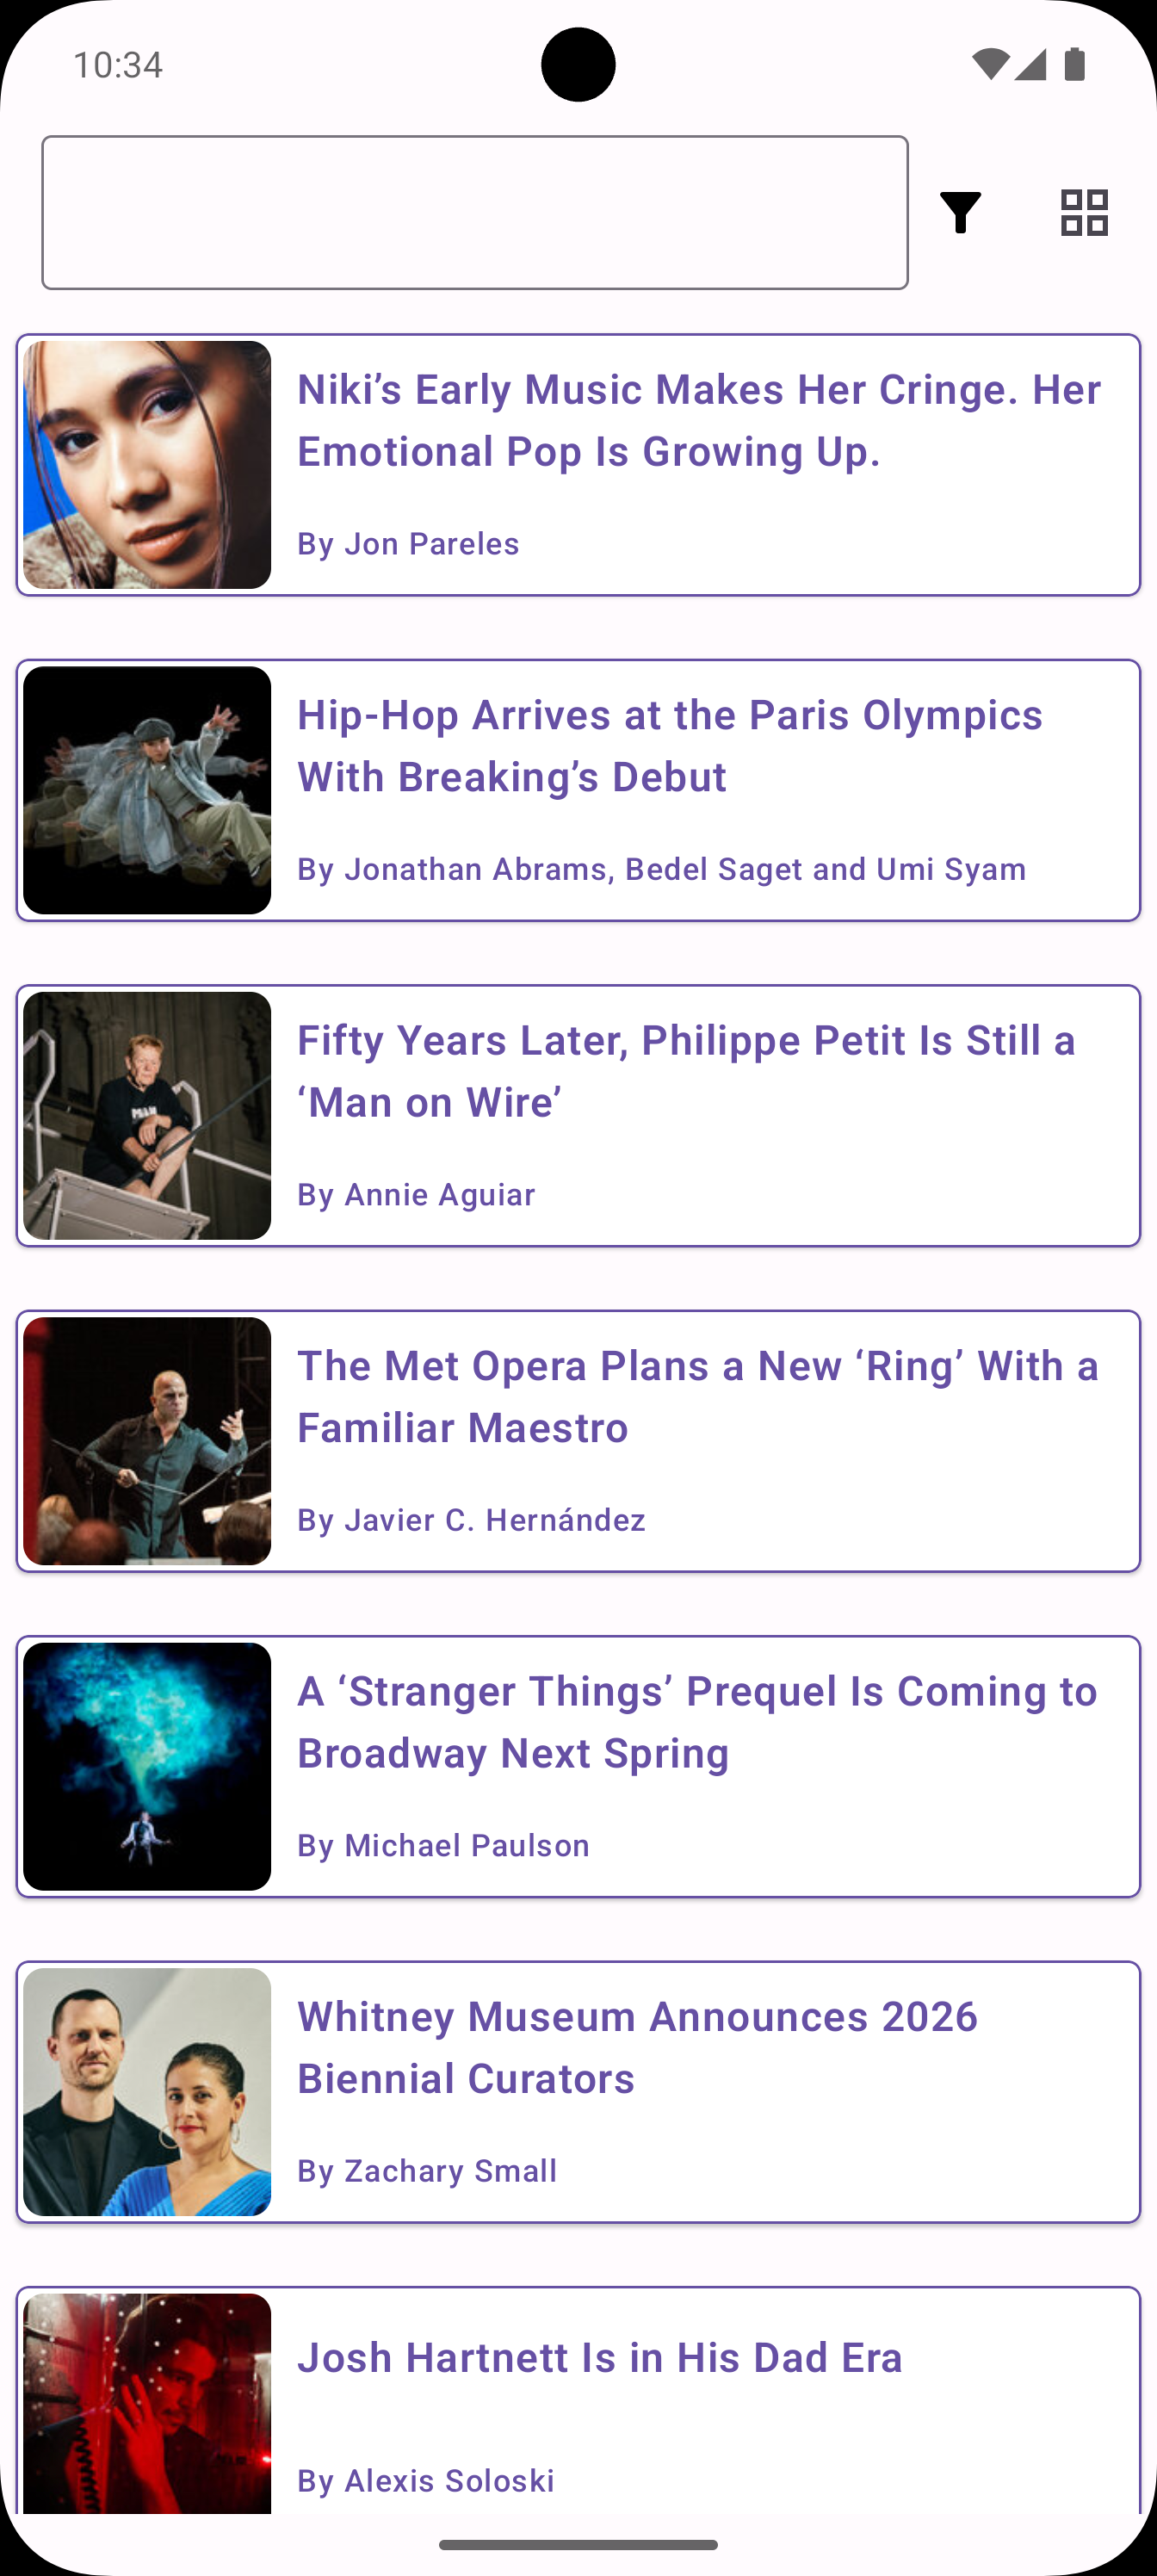 10:34
Niki’s Early Music Makes Her Cringe. Her
Emotional Pop Is Growing Up.
By Jon Pareles
Hip-Hop Arrives at the Paris Olympics
With Breaking’s Debut
By Jonathan Abrams, Bedel Saget and Umi Syam
Fifty Years Later, Philippe Petit Is Still a
‘Man on Wire’
By Annie Aguiar
The Met Opera Plans a New ‘Ring’ With a
Familiar Maestro
By Javier C. Hernández
A ‘Stranger Things’ Prequel Is Coming to
Broadway Next Spring
By Michael Paulson
Whitney Museum Announces 2026
Biennial Curators
By Zachary Small
Josh Hartnett Is in His Dad Era
By Alexis Soloski